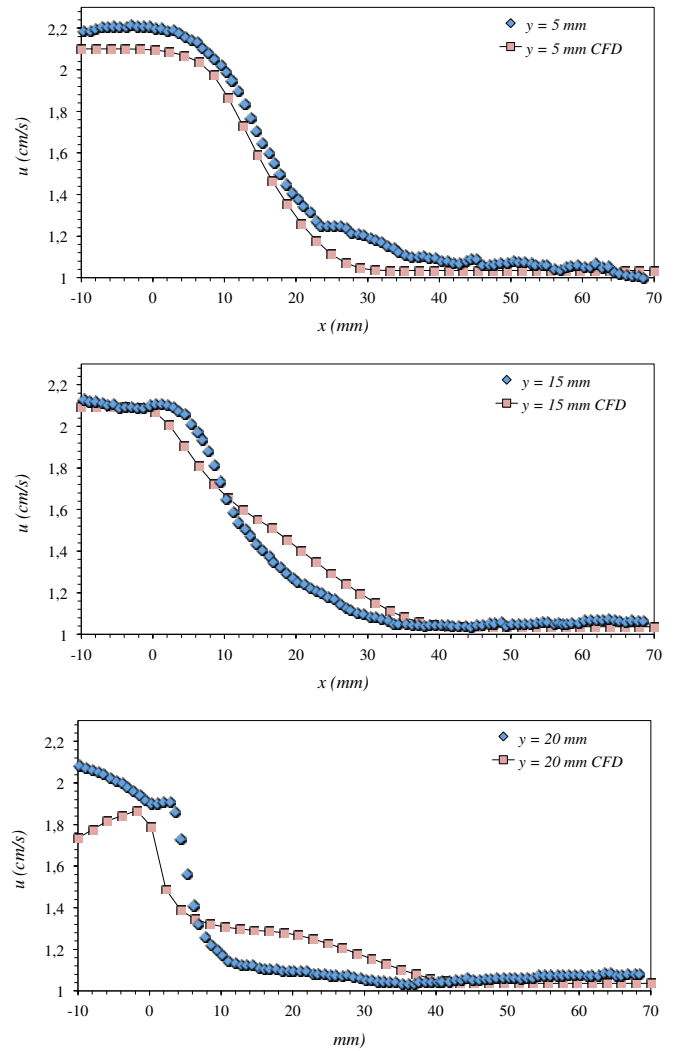 2,2
2
1,8
1,6
1,4
1,2
1
u (cm/s)
y = 5 mm
y = 5 mm CFD
-10 0 10 20 30 40 50 60 70
x (mm)
2,2
2
1,8
1,6
1,4
1,2
1
u (cm/s)
y = 15 mm
y = 15 mm CFD
-10 0 10 20 30 40 50 60 70
x (mm)
2,2
2
1,8
1,6
1,4
1,2
1
u (cm/s)
y = 20 mm
y = 20 mm CFD
-10 0 10 20 30 40 50 60 70
mm)